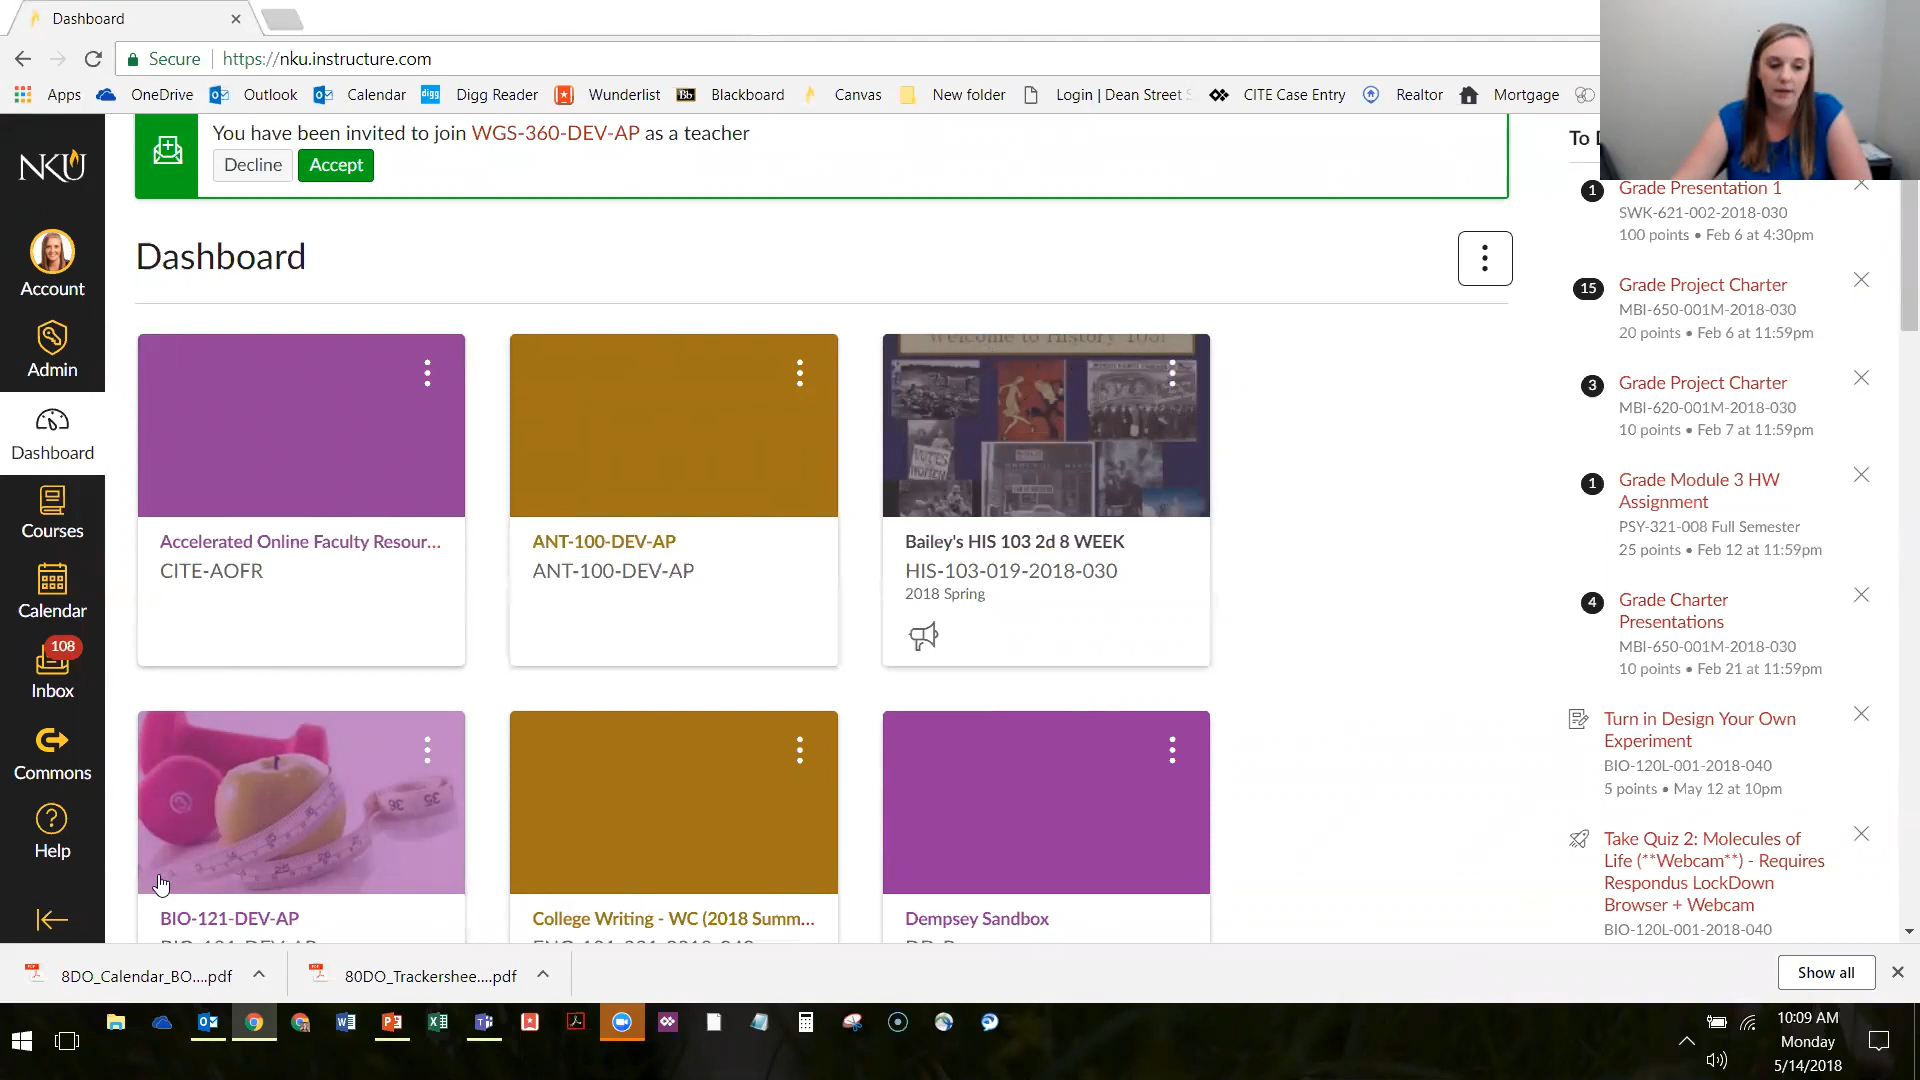 Dashboard
Secure
https://nku.instructure.com
Apps
OneDrive
Outlook
Calendar
Digg Reader
Wunderlist
Blackboard
Canvas
New folder
Login | Dean Street
CITE Case Entry
Realtor
Mortgage
NKU
Account
Admin
Dashboard
Courses
Calendar
108
Inbox
Commons
Help
You have been invited to join WGS-360-DEV-AP as a teacher
Decline
Accept
Dashboard
Accelerated Online Faculty Resour...
CITE-AOFR
ANT-100-DEV-AP
ANT-100-DEV-AP
Welcome to History 103!
VOTES
Bailey's HIS 103 2d 8 WEEK
HIS-103-019-2018-030
2018 Spring
36 35
BIO-121-DEV-AP
College Writing - WC (2018 Summ...
Dempsey Sandbox
1
Grade Presentation 1
SWK-621-002-2018-030
100 points • Feb 6 at 4:30pm
15
Grade Project Charter
MBI-650-001M-2018-030
20 points • Feb 6 at 11:59pm
3
Grade Project Charter
MBI-620-001M-2018-030
10 points • Feb 7 at 11:59pm
1
Grade Module 3 HW
Assignment
PSY-321-008 Full Semester
25 points • Feb 12 at 11:59pm
4
Grade Charter
Presentations
MBI-650-001M-2018-030
10 points • Feb 21 at 11:59pm
Turn in Design Your Own
Experiment
BIO-120L-001-2018-040
5 points • May 12 at 10pm
Take Quiz 2: Molecules of
Life (**Webcam**) - Requires
Respondus LockDown
Browser + Webcam
BIO-120L-001-2018-040
8DO_Calendar_BO....pdf
80DO_Trackershee....pdf
Show all
10:09 AM
Monday
5/14/2018